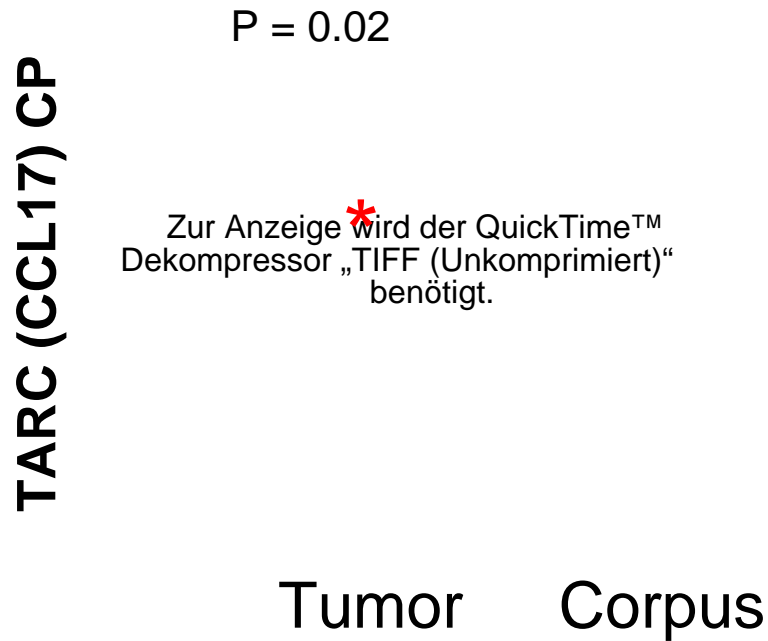 P = 0.02
TARC (CCL17) CP
*
Zur Anzeige wird der QuickTime™
Dekompressor „TIFF (Unkomprimiert)“
benötigt.
Tumor Corpus